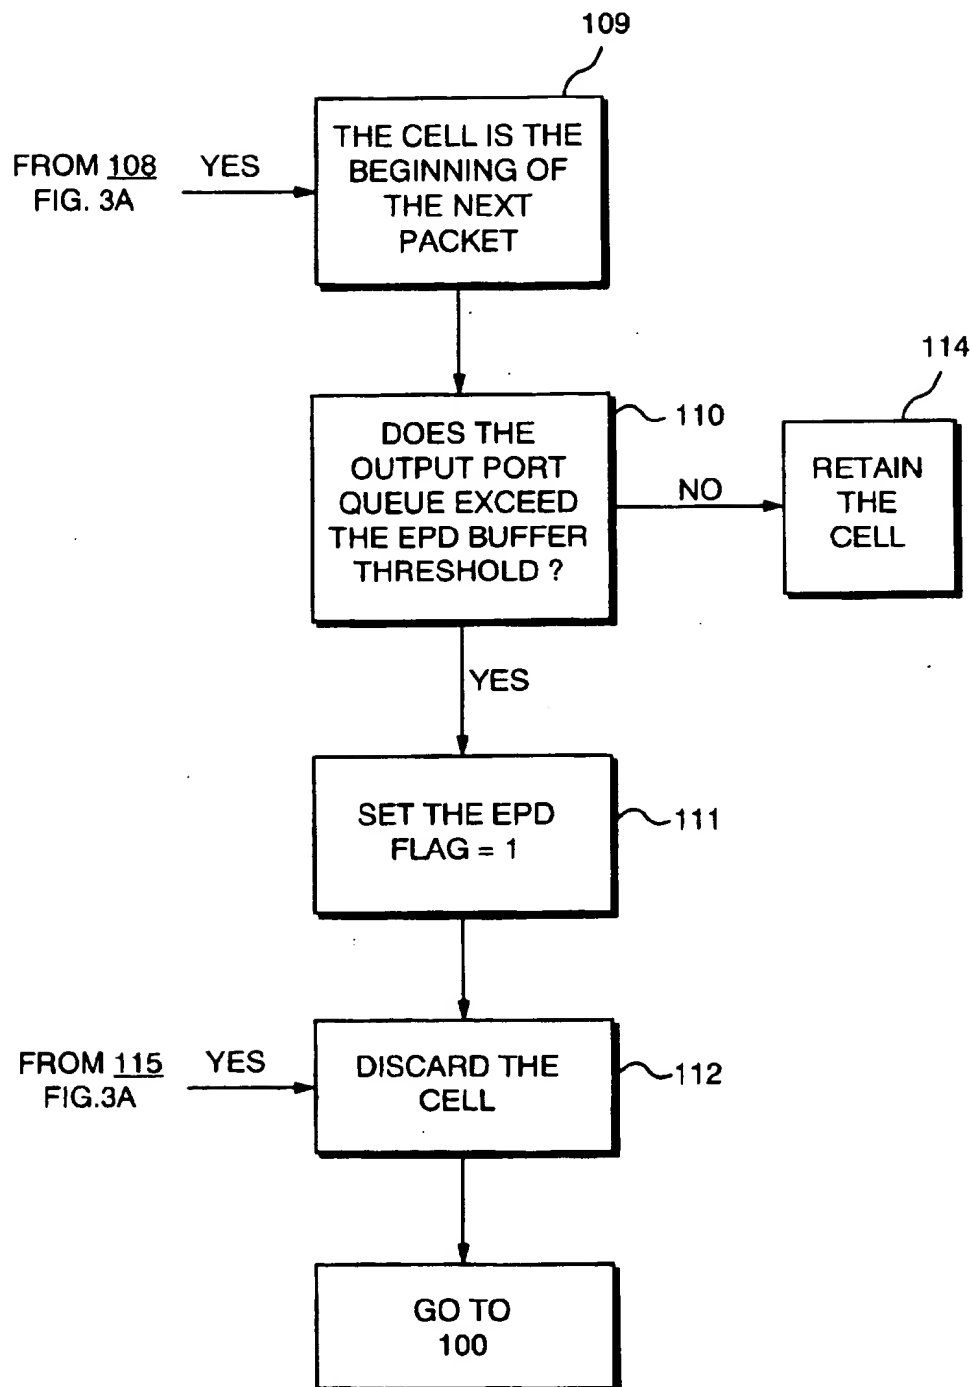 109
THE CELL IS THE
BEGINNING OF
THE NEXT
PACKET
FROM 108 YES
FIG. 3A
114
110
DOES THE
OUTPUT PORT
QUEUE EXCEED
THE EPD BUFFER
THRESHOLD ?
NO
RETAIN
THE
CELL
YES
SET THE EPD
FLAG = 1
111
FROM 115 YES
FIG.3A
DISCARD THE
CELL
112
GO TO
100